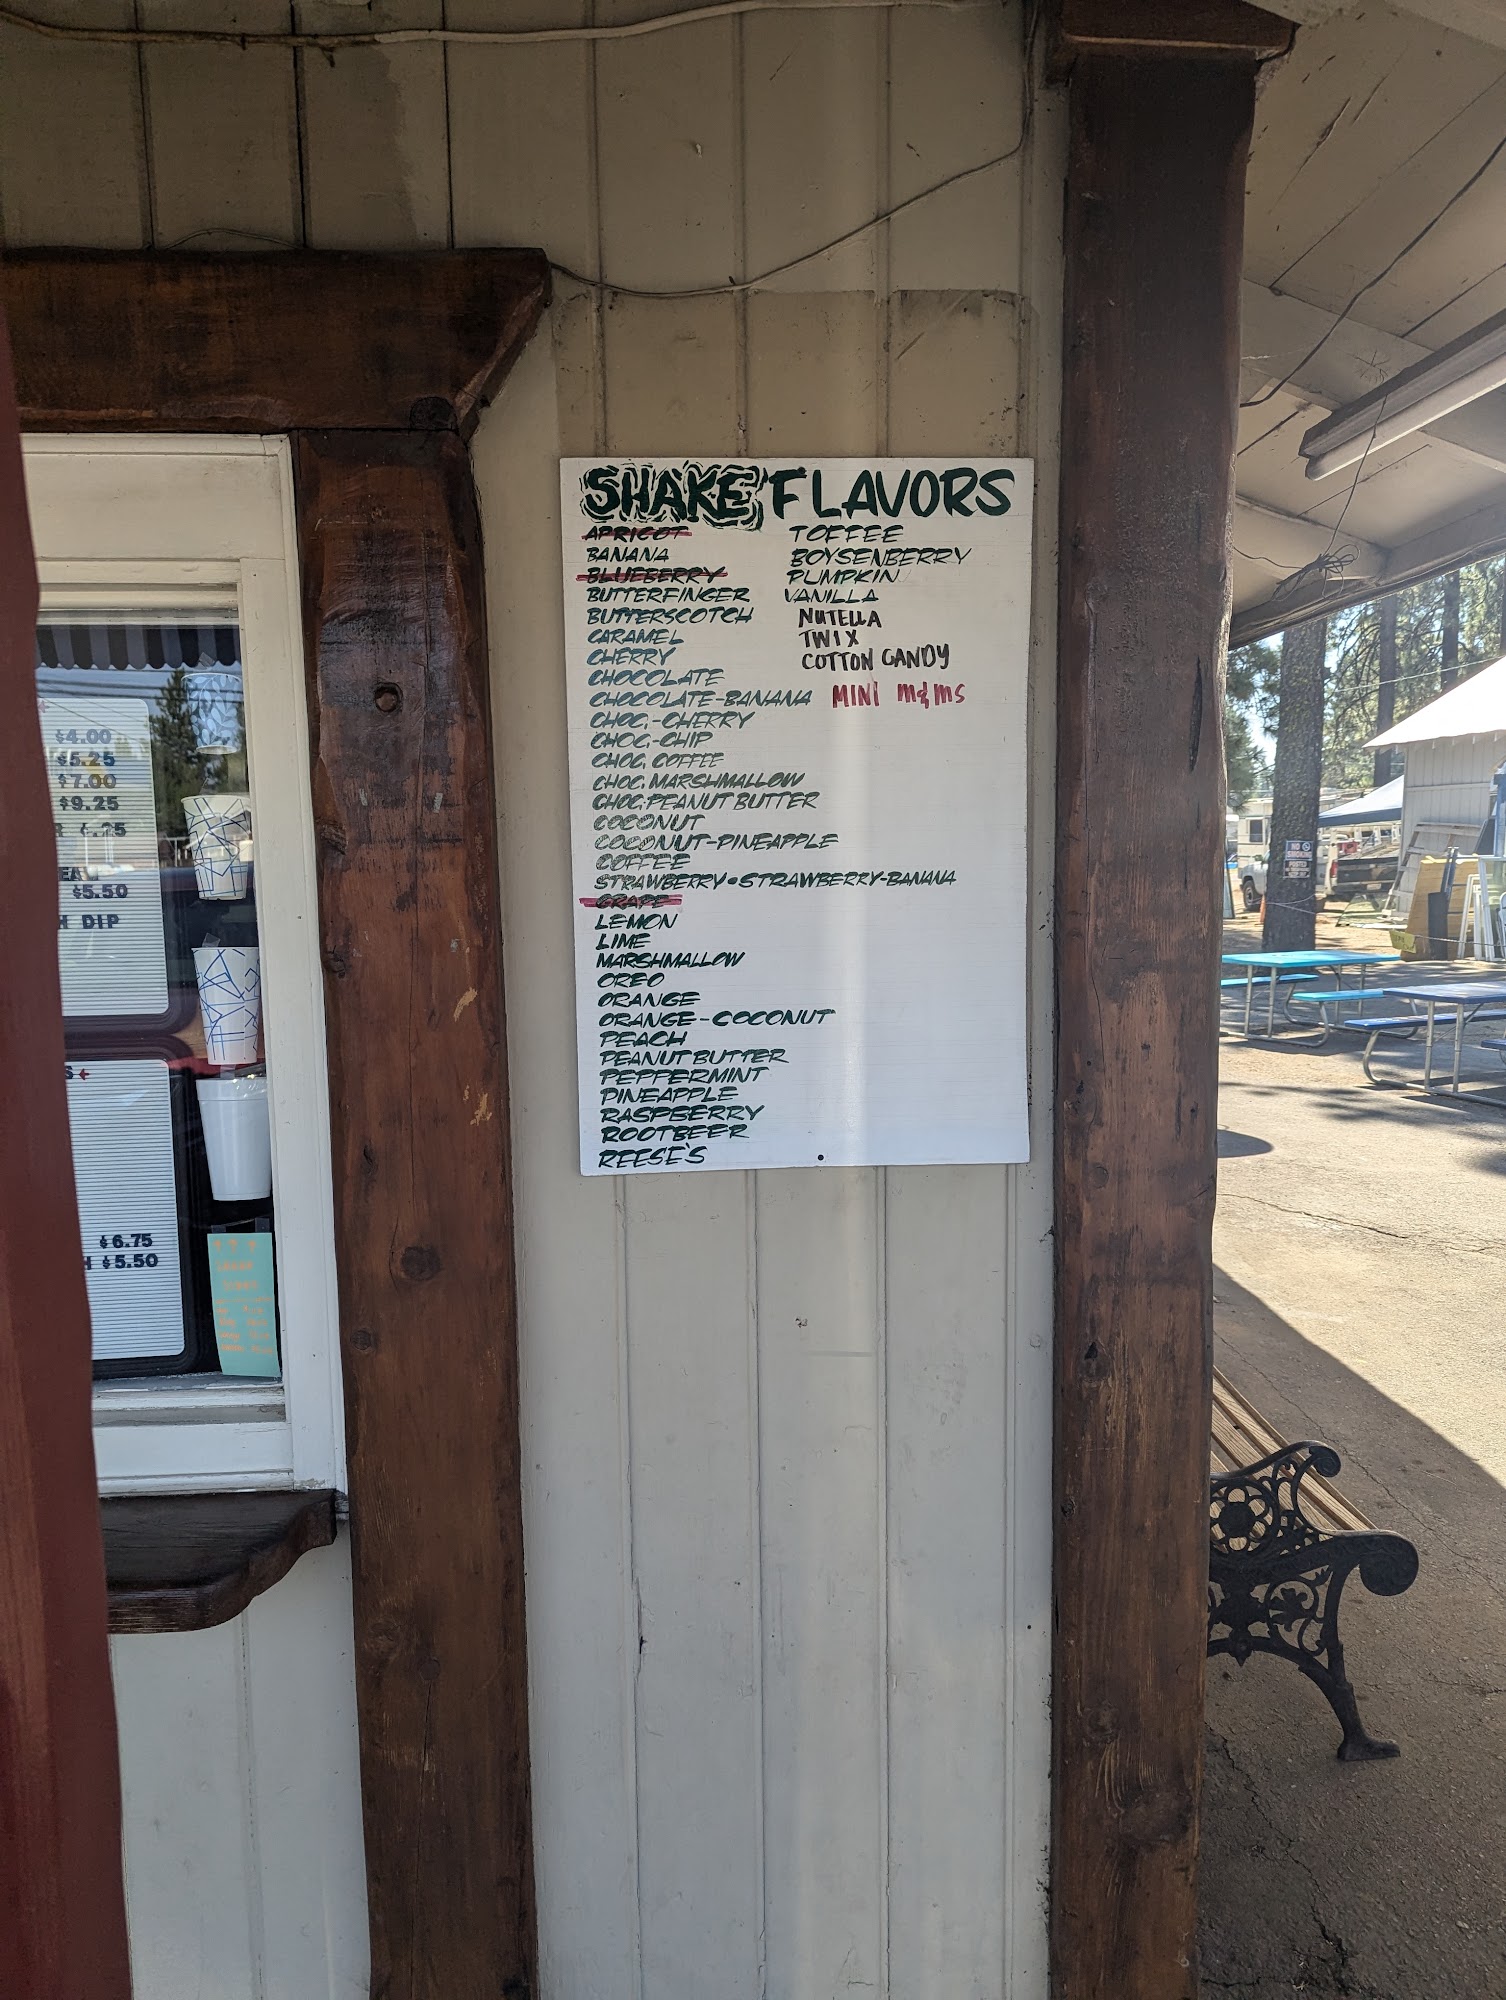 SHAKE FLAVORS
APRICOT
BANANA
BLUEBERRY
BUTTERFINGER
BUTTERSCOTCH
CARAMEL
CHERRY
CHOCOLATE
CHOCOLATE-BANANA
CHOC.-CHERRY
CHOC.-CHIP
CHOC. COFFEE
CHOC. MARSHMALLOW
CHOC. PEANUT BUTTER
COCONUT
COCONUT-PINEAPPLE
COFFEE
STRAWBERRY•STRAWBERRY-BANANA
GRAPE
LEMON
LIME
MARSHMALLOW
OREO
ORANGE
ORANGE-COCONUT
PEACH
PEANUT BUTTER
PEPPERMINT
PINEAPPLE
RASPBERRY
ROOTBEER
REESE'S
TOFFEE
BOYSENBERRY
PUMPKIN
VANILLA
NUTELLA
TWIX
COTTON CANDY
MINI M&MS
$4.00
$5.25
$7.00
$9.25
$5.50
DIP
$6.75
$5.50
NO
SMOKING